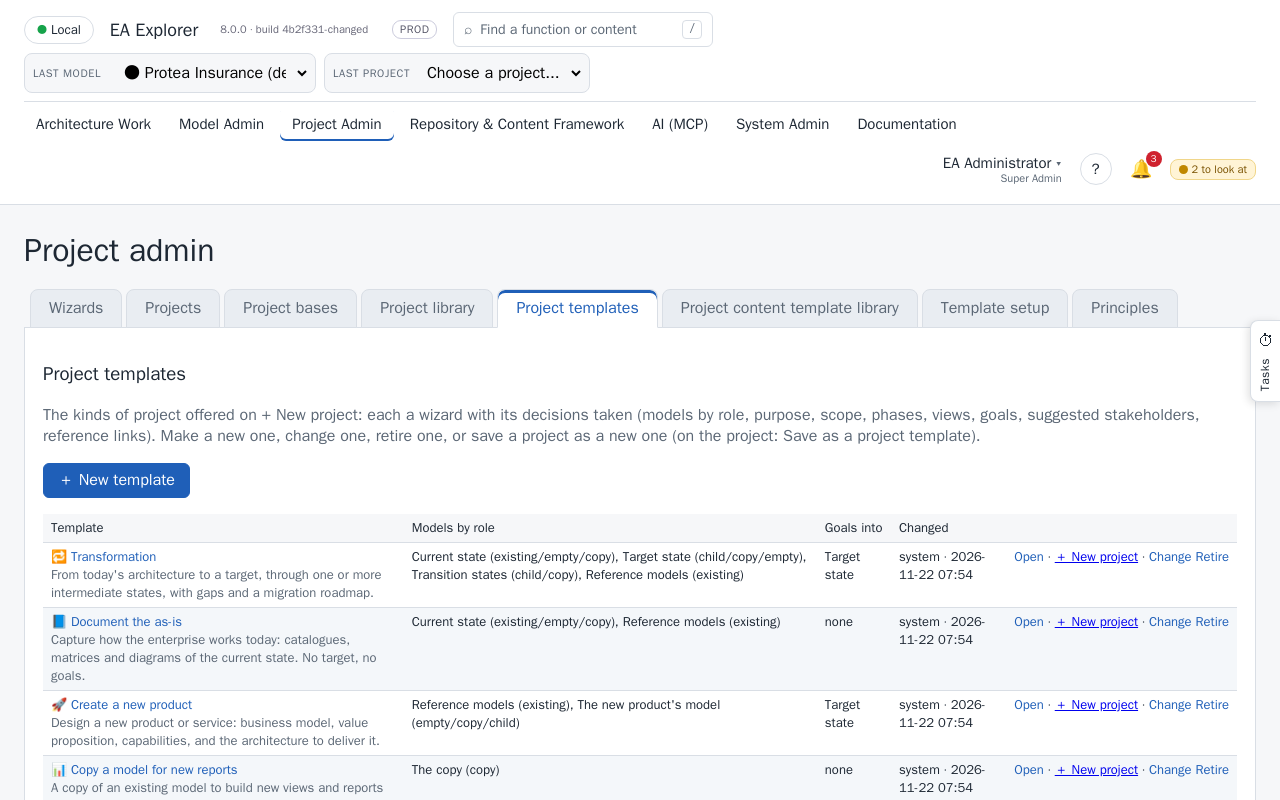 Local
EA Explorer
8.0.0 · build 4b2f331-changed
PROD
Find a function or content
/
LAST MODEL
Protea Insurance (de
LAST PROJECT
Choose a project...
Architecture Work
Model Admin
Project Admin
Repository & Content Framework
AI (MCP)
System Admin
Documentation
EA Administrator
Super Admin
?
3
2 to look at
Project admin
Wizards
Projects
Project bases
Project library
Project templates
Project content template library
Template setup
Principles
Tasks
Project templates
The kinds of project offered on + New project: each a wizard with its decisions taken (models by role, purpose, scope, phases, views, goals, suggested stakeholders,
reference links). Make a new one, change one, retire one, or save a project as a new one (on the project: Save as a project template).
+ New template
Template Models by role Goals into Changed
Transformation
From today's architecture to a target, through one or more
intermediate states, with gaps and a migration roadmap.
Current state (existing/empty/copy), Target state (child/copy/empty),
Transition states (child/copy), Reference models (existing)
Target
state
system · 2026-
11-22 07:54
Open · + New project · Change Retire
Document the as-is
Capture how the enterprise works today: catalogues,
matrices and diagrams of the current state. No target, no
goals.
Current state (existing/empty/copy), Reference models (existing)
none
system · 2026-
11-22 07:54
Open · + New project · Change Retire
Create a new product
Design a new product or service: business model, value
proposition, capabilities, and the architecture to deliver it.
Reference models (existing), The new product's model
(empty/copy/child)
Target
state
system · 2026-
11-22 07:54
Open · + New project · Change Retire
Copy a model for new reports
A copy of an existing model to build new views and reports
The copy (copy)
none
system · 2026-
11-22 07:54
Open · + New project · Change Retire